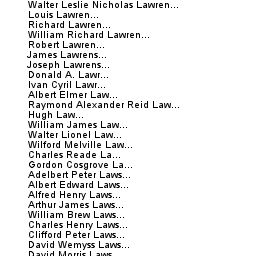 Walter Leslie Nicholas Lawren...
Louis Lawren...
Richard Lawren...
William Richard Lawren...
Robert Lawren...
James Lawrens...
Joseph Lawrens...
Donald A. Lawr...
Ivan Cyril Lawr...
Albert Elmer Law...
Raymond Alexander Reid Law...
Hugh Law...
William James Law...
Walter Lionel Law...
Wilford Melville Law...
Charles Reade La...
Gordon Cosgrove La...
Adelbert Peter Laws...
Albert Edward Laws...
Alfred Henry Laws...
Arthur James Laws...
William Brew Laws...
Charles Henry Laws...
Clifford Peter Laws...
David Wemyss Laws...
David Morris Laws...